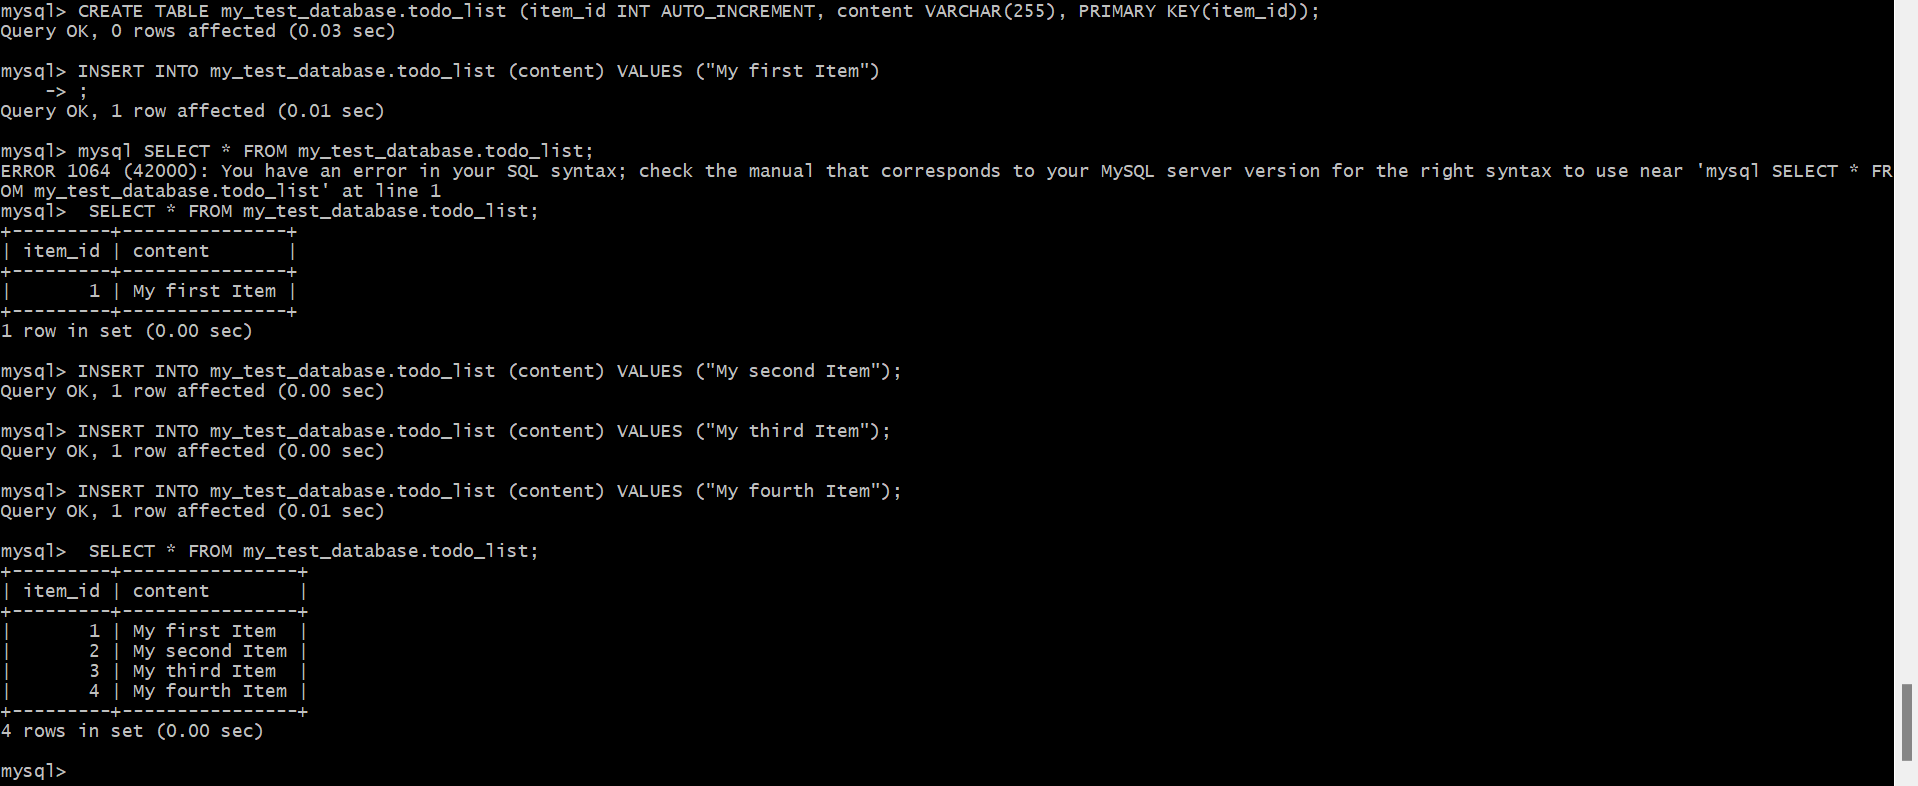 mysql> CREATE TABLE my_test_database.todo_list (item_id INT AUTO_INCREMENT, content VARCHAR(255), PRIMARY KEY(item_id));
Query OK, 0 rows affected (0.03 sec)

mysql> INSERT INTO my_test_database.todo_list (content) VALUES ("My first Item")
    -> ;
Query OK, 1 row affected (0.01 sec)

mysql> mysql SELECT * FROM my_test_database.todo_list;
ERROR 1064 (42000): You have an error in your SQL syntax; check the manual that corresponds to your MySQL server version for the right syntax to use near 'mysql SELECT * FR
OM my_test_database.todo_list' at line 1
mysql>  SELECT * FROM my_test_database.todo_list;
+---------+---------------+
| item_id | content       |
+---------+---------------+
|       1 | My first Item |
+---------+---------------+
1 row in set (0.00 sec)

mysql> INSERT INTO my_test_database.todo_list (content) VALUES ("My second Item");
Query OK, 1 row affected (0.00 sec)

mysql> INSERT INTO my_test_database.todo_list (content) VALUES ("My third Item");
Query OK, 1 row affected (0.00 sec)

mysql> INSERT INTO my_test_database.todo_list (content) VALUES ("My fourth Item");
Query OK, 1 row affected (0.01 sec)

mysql>  SELECT * FROM my_test_database.todo_list;
+---------+----------------+
| item_id | content        |
+---------+----------------+
|       1 | My first Item  |
|       2 | My second Item |
|       3 | My third Item  |
|       4 | My fourth Item |
+---------+----------------+
4 rows in set (0.00 sec)

mysql>